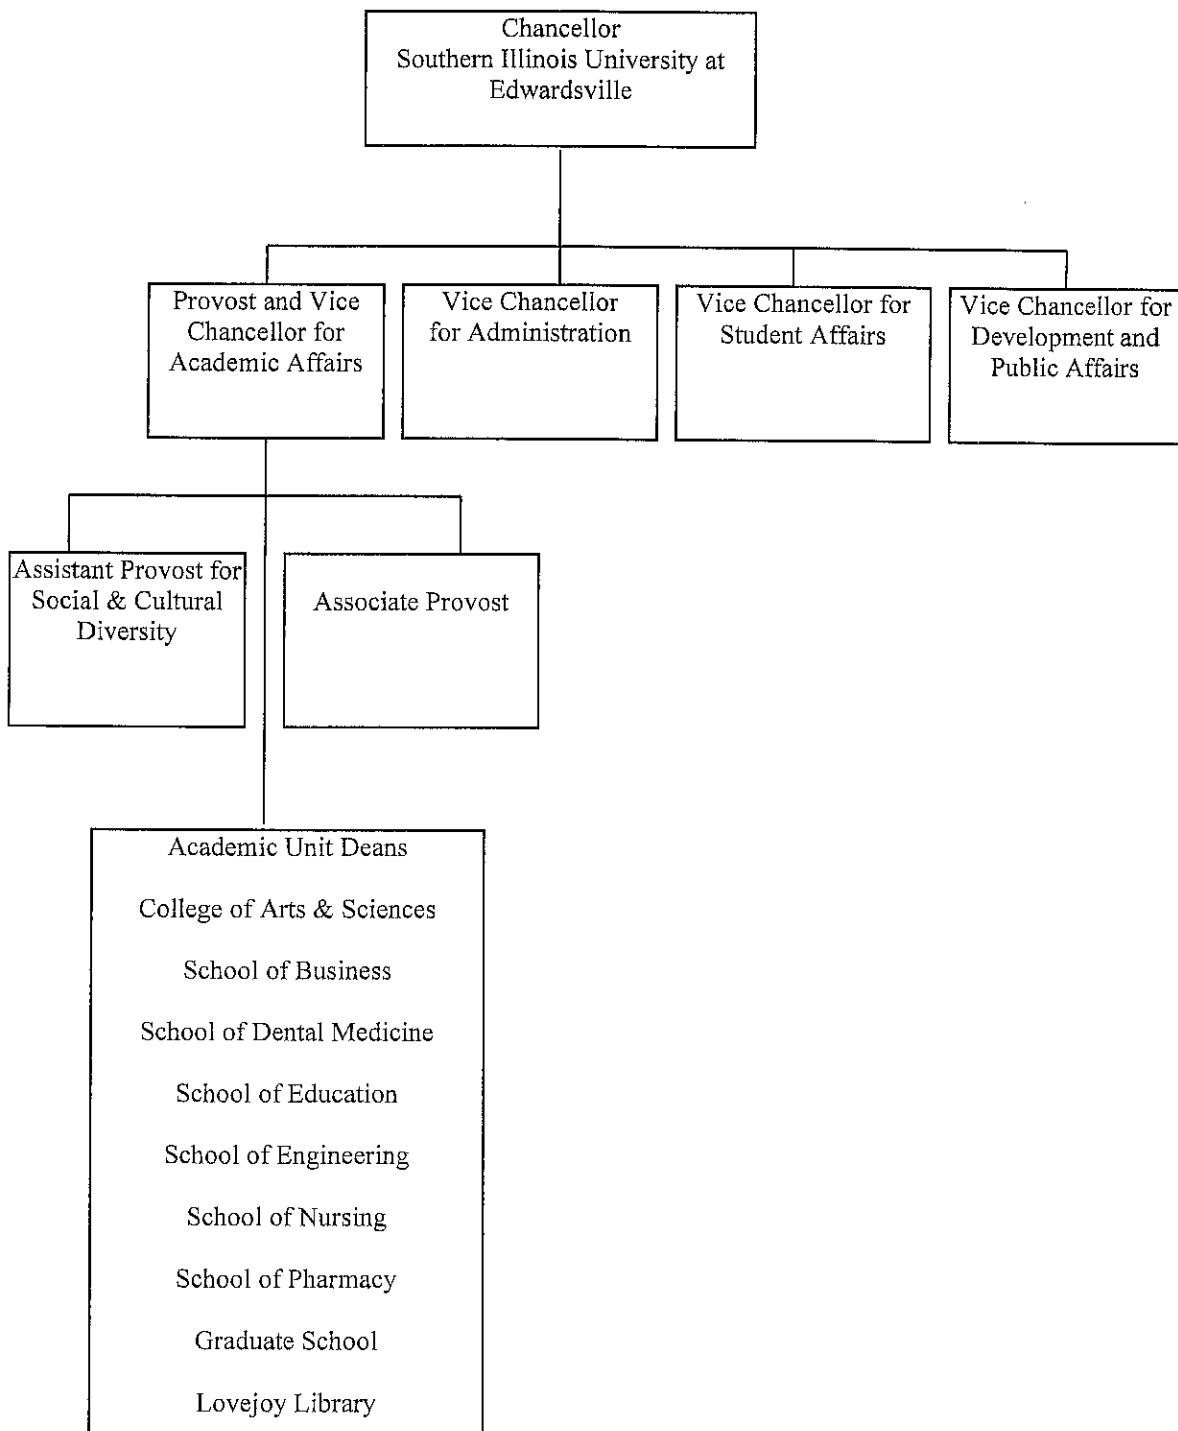 Chancellor
Southern Illinois University at
Edwardsville
Provost and Vice
Chancellor for
Academic Affairs
Vice Chancellor
for Administration
Vice Chancellor for
Student Affairs
Vice Chancellor for
Development and
Public Affairs
Assistant Provost for
Social & Cultural
Diversity
Associate Provost
Academic Unit Deans
College of Arts & Sciences
School of Business
School of Dental Medicine
School of Education
School of Engineering
School of Nursing
School of Pharmacy
Graduate School
Lovejoy Library